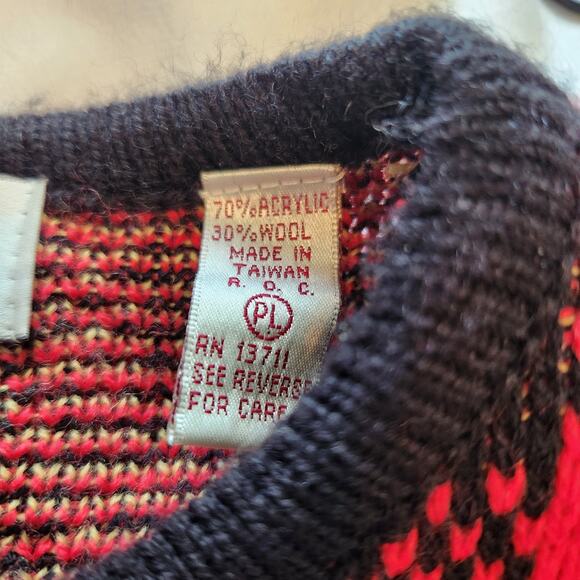 70% ACRYLIC
30% WOOL
MADE IN
TAIWAN
R. O. C.
PL
RN 13711
SEE REVERSE
FOR CARE